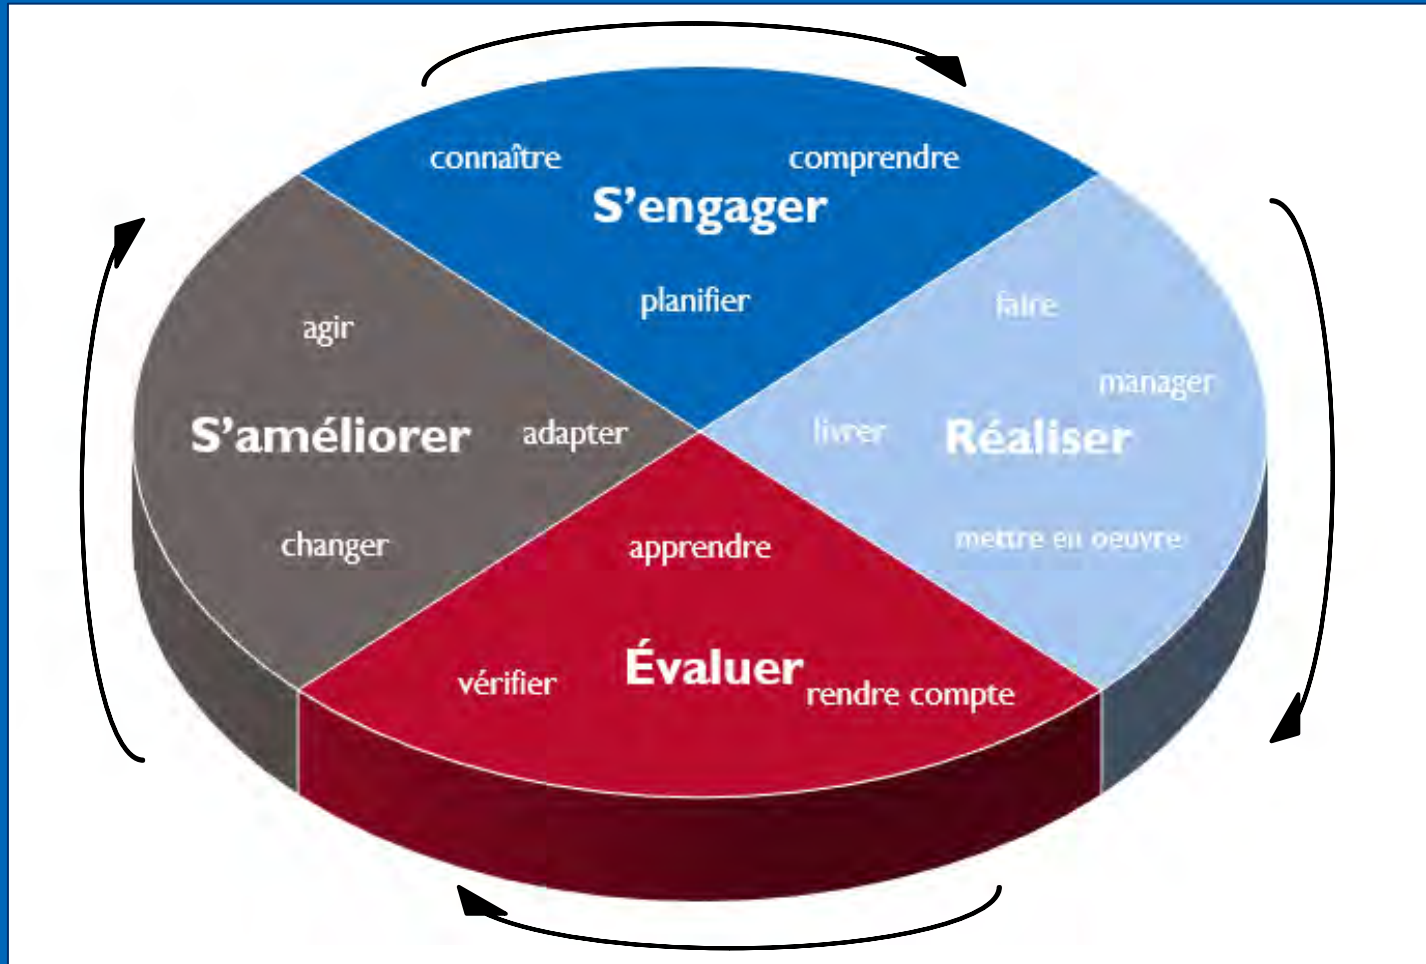 connaître
comprendre
S'engager
planifier
faire
manager
livrer
Réaliser
mettre en oeuvre
apprendre
Évaluer
vérifier
rendre compte
agir
S'améliorer
adapter
changer